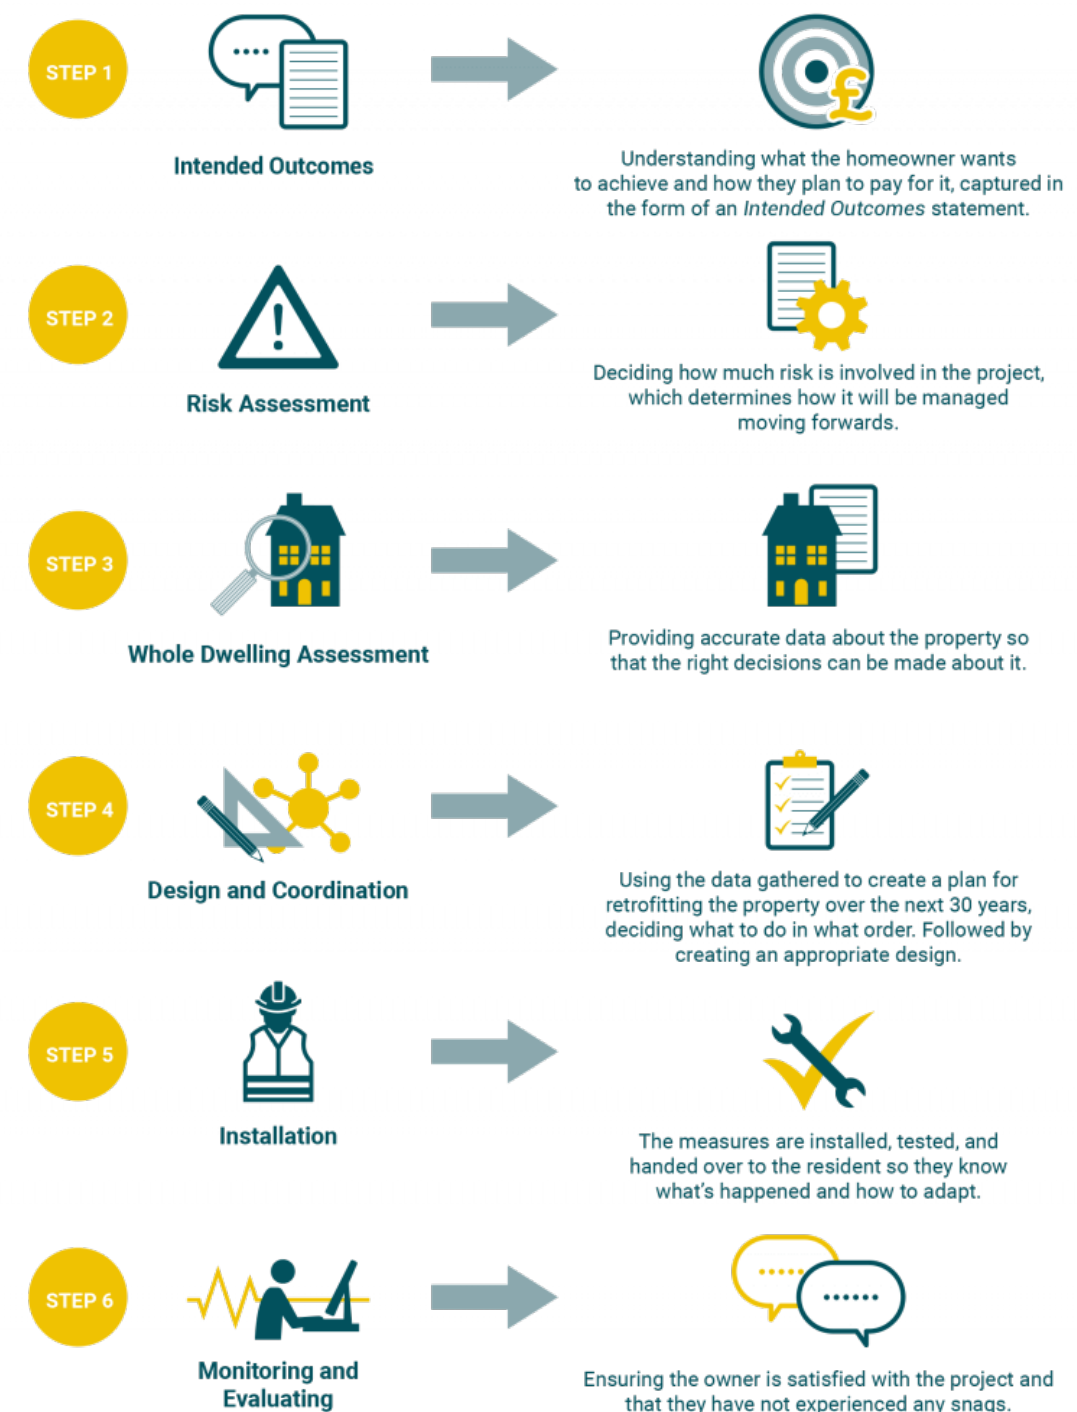 STEP 1
Intended Outcomes
Understanding what the homeowner wants
to achieve and how they plan to pay for it, captured in
the form of an Intended Outcomes statement.
STEP 2
Risk Assessment
Deciding how much risk is involved in the project,
which determines how it will be managed
moving forwards.
STEP 3
Whole Dwelling Assessment
Providing accurate data about the property so
that the right decisions can be made about it.
STEP 4
Design and Coordination
Using the data gathered to create a plan for
retrofitting the property over the next 30 years,
deciding what to do in what order. Followed by
creating an appropriate design.
STEP 5
Installation
The measures are installed, tested, and
handed over to the resident so they know
what's happened and how to adapt.
STEP 6
Monitoring and
Evaluating
Ensuring the owner is satisfied with the project and
that they have not experienced any snags.